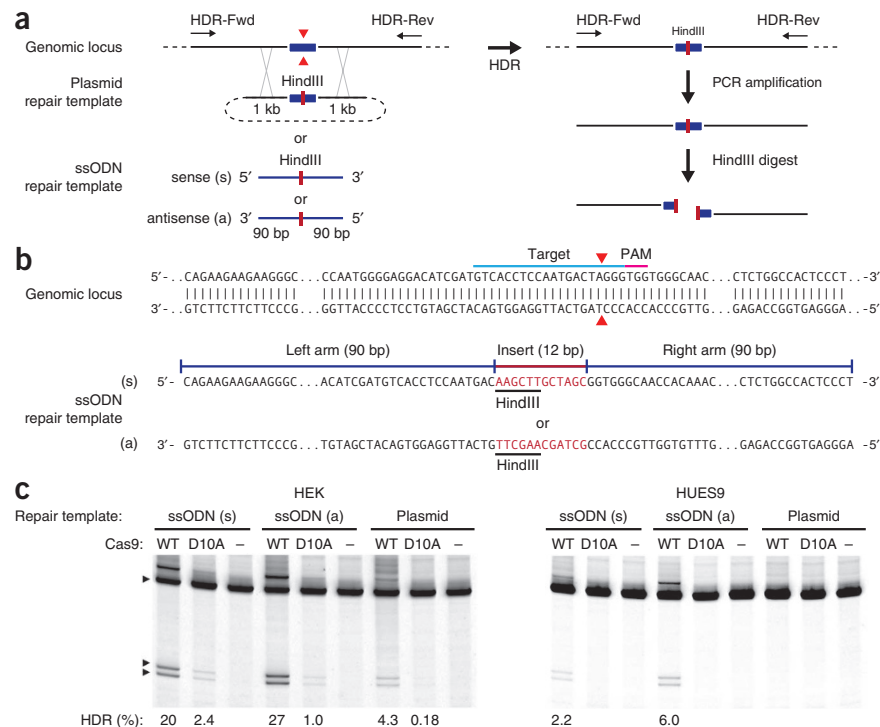 a
HDR-Fwd HDR-Rev HDR-Fwd HDR-Rev
Genomic locus HindIII
HDR
Plasmid repair template
HindIII
1 kb 1 kb
PCR amplification
or
ssODN repair template
HindIII
sense (s) 5′ 3′
HindIII digest
or
antisense (a) 3′ 5′
90 bp 90 bp
b
Target PAM
5′-..CAGAAGAAGAAGGGC...CCAATGGGGAGGACATCGATGTCACCTCCAATGACTAGGGTGGTGGGCAAC...CTCTGGCCACTCCCT -3′
Genomic locus
3′- GTCTTCTTCTTCCCG...GGTTACCCCTCCTGTAGCTACAGTGGAGGTTACTGATCCCACCACCCGTTG...GAGACCGGTGAGGGA..-5′
Left arm (90 bp) Insert (12 bp) Right arm (90 bp)
(s) 5′- CAGAAGAAGAAGGGC...ACATCGATGTCACCTCCAATGACAAGCTTGCTAGCGGTGGGCAACCACAAAC...CTCTGGCCACTCCCT -3′
HindIII
ssODN repair template
or
(a) 3′- GTCTTCTTCTTCCCG...TGTAGCTACAGTGGAGGTTACTGTTCGAACGATCGCCACCCGTTGGTGTTTG...GAGACCGGTGAGGGA -5′
HindIII
c
HEK HUES9
Repair template: ssODN (s) ssODN (a) Plasmid ssODN (s) ssODN (a) Plasmid
Cas9: WT D10A – WT D10A – WT D10A – WT D10A – WT D10A – WT D10A –
HDR (%): 20 2.4 27 1.0 4.3 0.18 2.2 6.0